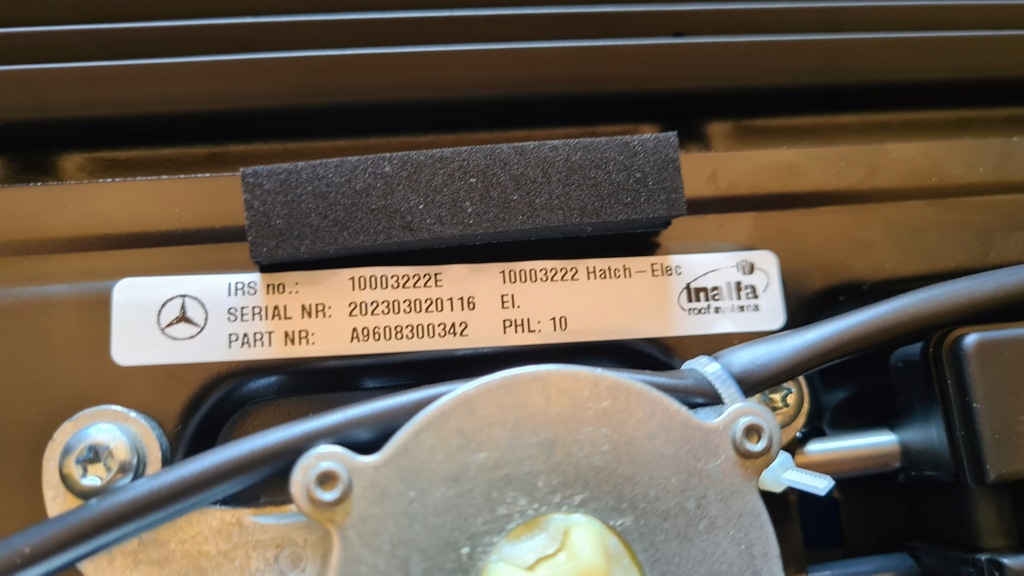 IRS no.: 10003222E 10003222 Hatch-Elec
SERIAL NR: 202303020116 El.
PART NR: A9608300342 PHL: 10
inalfa
roof systems